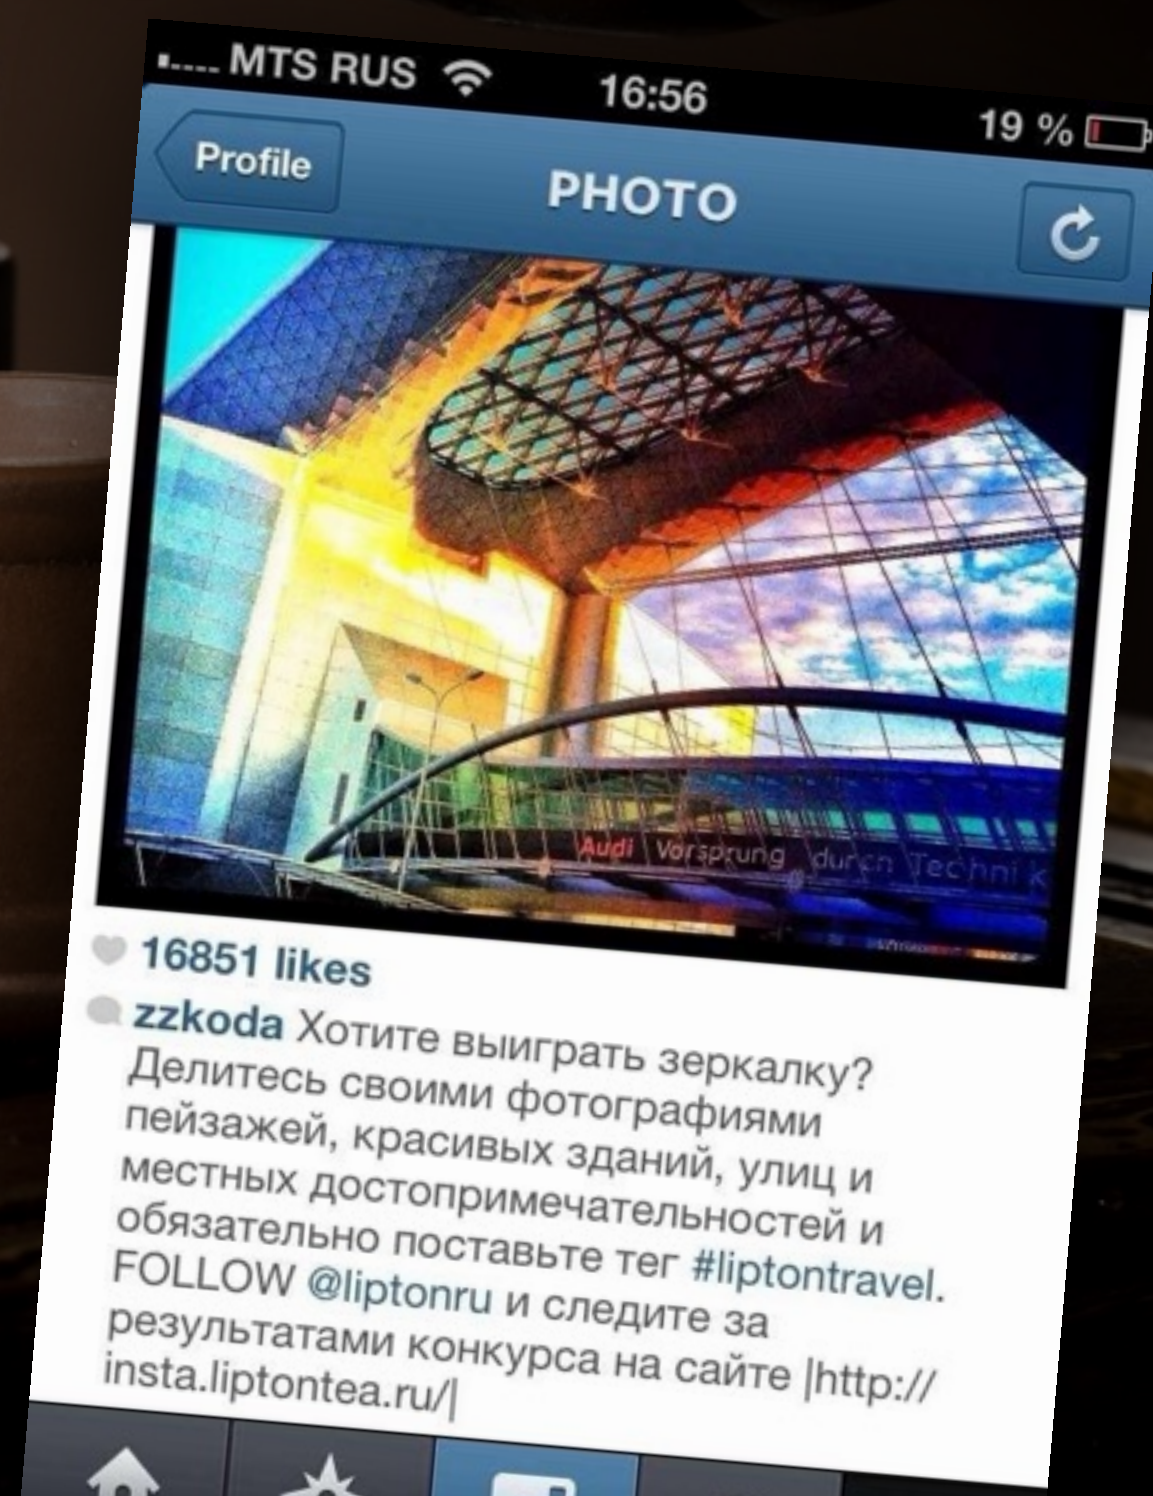 MTS RUS 16:56 19 %
Profile PHOTO
Audi Vorsprung durch Technik
16851 likes
zzkoda Хотите выиграть зеркалку?
Делитесь своими фотографиями
пейзажей, красивых зданий, улиц и
местных достопримечательностей и
обязательно поставьте тег #liptontravel.
FOLLOW @liptonru и следите за
результатами конкурса на сайте |http://
insta.liptontea.ru/|